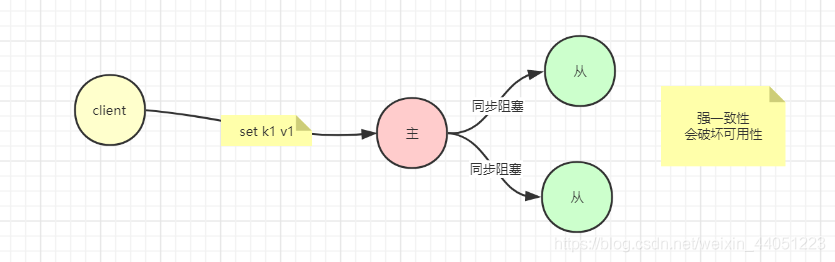 client
set k1 v1
主
同步阻塞
从
同步阻塞
从
强一致性
会破坏可用性
https://blog.csdn.net/weixin_44051223